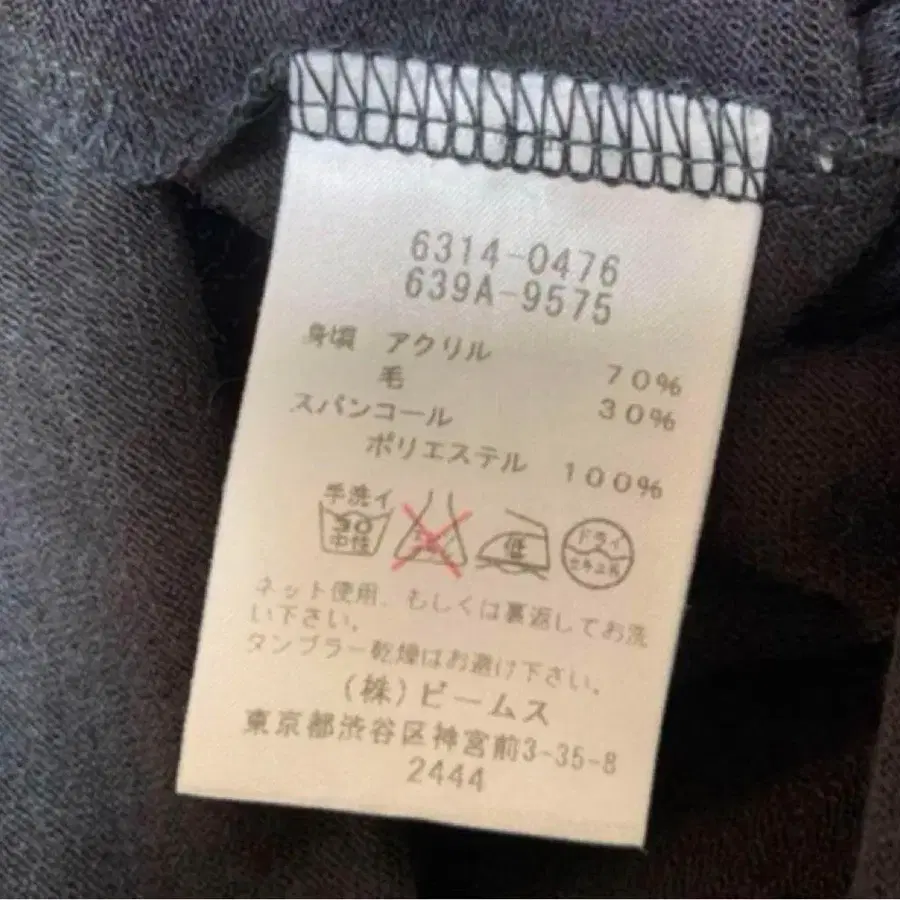 6314-0476
639A-9575
身頃 アクリル 70%
毛 30%
スパンコール
ポリエステル 100%
手洗イ
30
中性
低
ドライ
セキユ系
ネット使用、もしくは裏返してお洗
い下さい。
タンブラー乾燥はお避け下さい。
(株)ビームス
東京都渋谷区神宮前3-35-8
2444